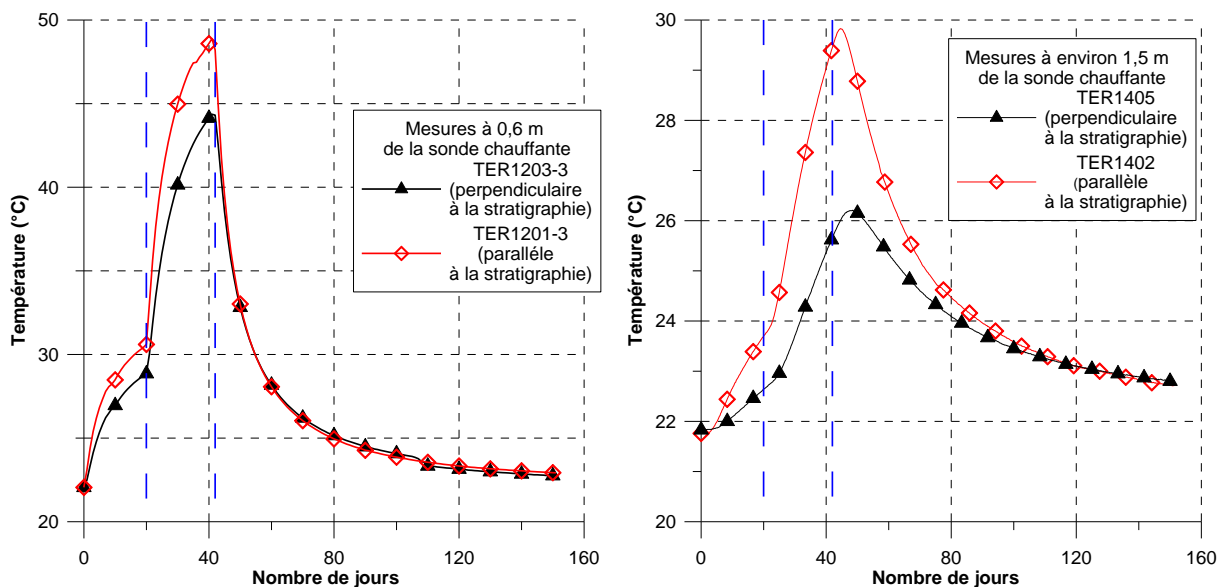 50
40
30
20
Température (°C)
0
40
80
120
160
Nombre de jours
Mesures à 0,6 m
de la sonde chauffante
TER1203-3
(perpendiculaire
à la stratigraphie)
TER1201-3
(paralléle
à la stratigraphie)
30
28
26
24
22
20
Température (°C)
0
40
80
120
160
Nombre de jours
Mesures à environ 1,5 m
de la sonde chauffante
TER1405
(perpendiculaire
à la stratigraphie)
TER1402
(parallèle
à la stratigraphie)